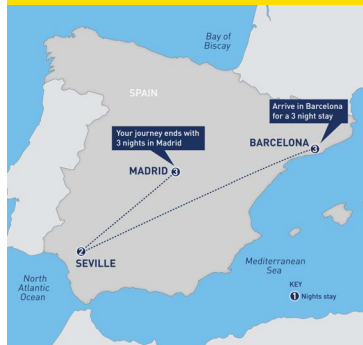 Bay of
Biscay
SPAIN
Arrive in Barcelona
for a 3 night stay
Your journey ends with
3 nights in Madrid
BARCELONA 3
MADRID 3
2
SEVILLE
Mediterranean
Sea
North
Atlantic
Ocean
KEY
1 Nights stay